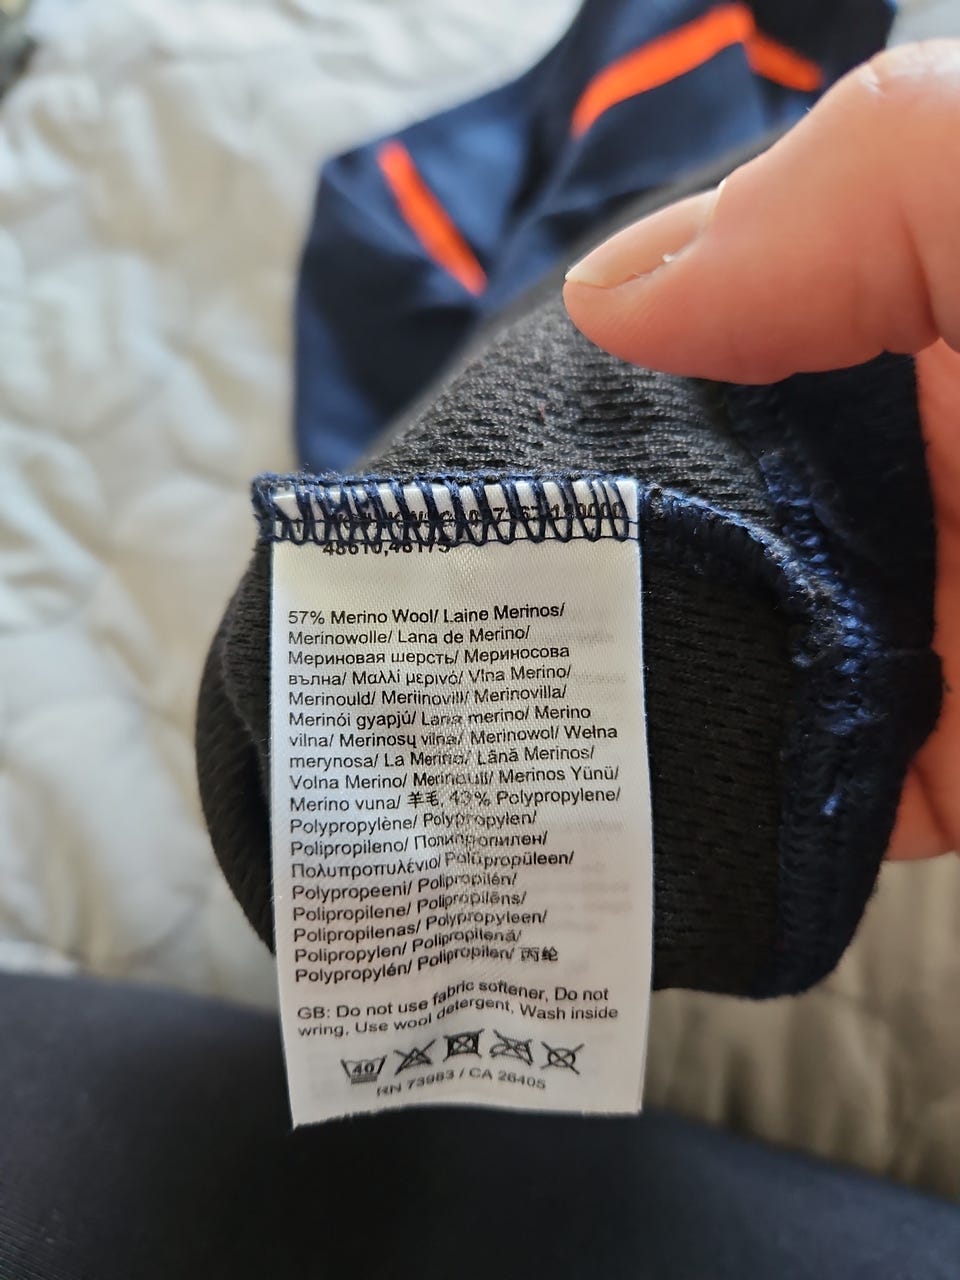 48610,48175
57% Merino Wool/ Laine Merinos/
Merinowolle/ Lana de Merino/
Мериновая шерсть/ Мериносова
вълна/ Μαλλί μερινό/ Vlna Merino/
Merinould/ Meriinovill/ Merinovilla/
Merinói gyapjú/ Lana merino/ Merino
vilna/ Merinosų vilna/ Merinowol/ Wełna
merynosa/ La Merino/ Lână Merinos/
Volna Merino/ Merinoull/ Merinos Yünü/
Merino vuna/ 羊毛, 43% Polypropylene/
Polypropylène/ Polypropylen/
Polipropileno/ Полипропилен/
Πολυπροπυλένιο/ Polüpropüleen/
Polypropeeni/ Polipropilén/
Polipropilene/ Polipropilēns/
Polipropilenas/ Polypropyleen/
Polipropylen/ Polipropilenă/
Polypropylén/ Polipropilen/ 丙纶
GB: Do not use fabric softener, Do not
wring, Use wool detergent, Wash inside
40
RN 73983 / CA 26405